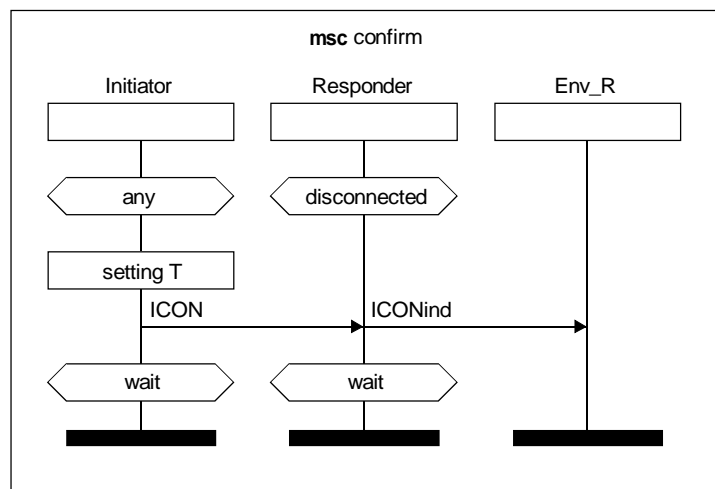 msc confirm
Initiator Responder Env_R
any disconnected
setting T
ICON ICONind
wait wait